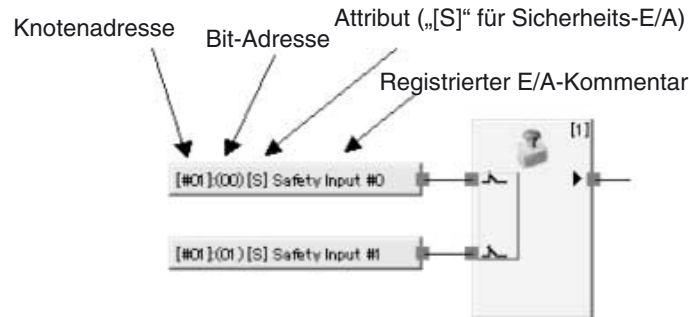 Attribut („[S]“ für Sicherheits-E/A)
Knotenadresse
Bit-Adresse
Registrierter E/A-Kommentar
[1]
[#01]:(00)[S] Safety Input #0
[#01]:(01)[S] Safety Input #1